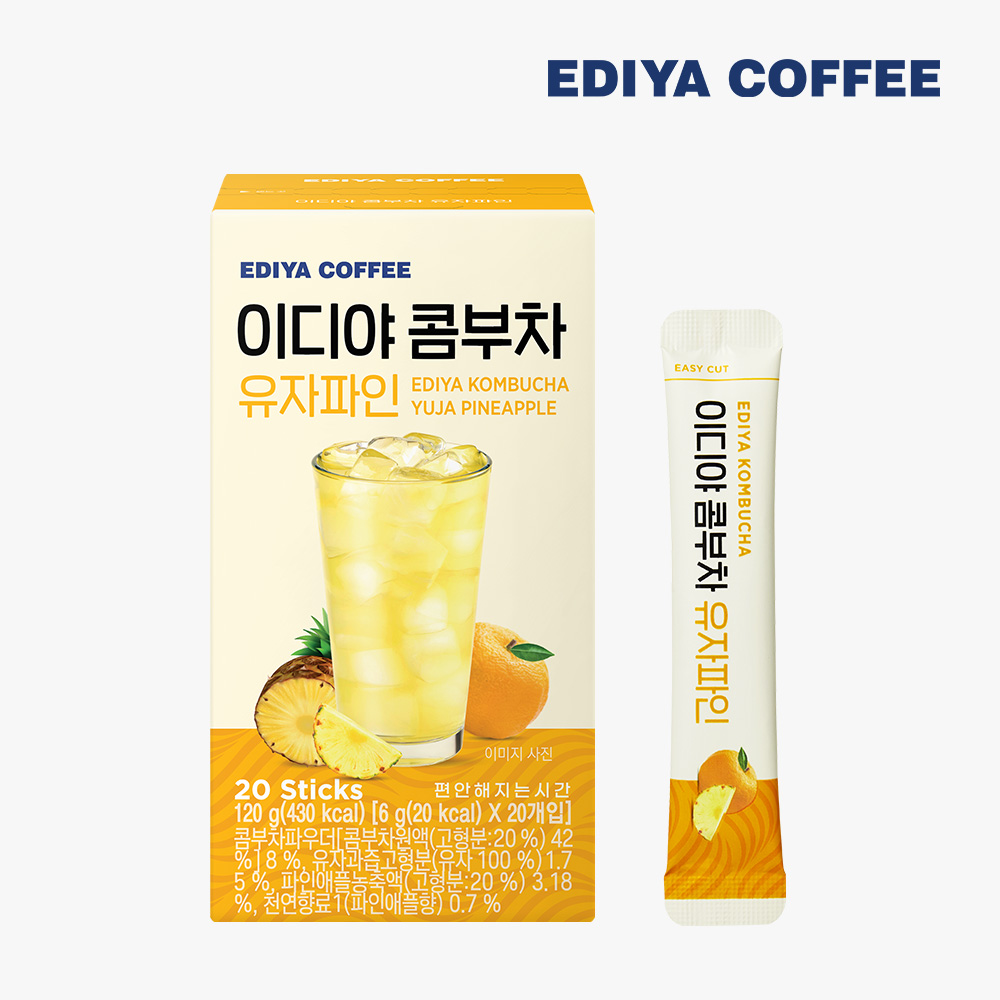 EDIYA COFFEE
EDIYA COFFEE
이디야 콤부차 유자파인
EDIYA COFFEE
이디야 콤부차
유자파인
EDIYA KOMBUCHA
YUJA PINEAPPLE
이미지 사진
20 Sticks
편안해지는시간
120 g(430 kcal) [6 g(20 kcal) X 20개입]
콤부차파우더[콤부차원액(고형분:20 %) 42
%] 8 %, 유자과즙고형분(유자 100 %) 1.7
5 %, 파인애플농축액(고형분:20 %) 3.18
%, 천연향료1(파인애플향) 0.7 %
EASY CUT
EDIYA KOMBUCHA
이디야 콤부차 유자파인